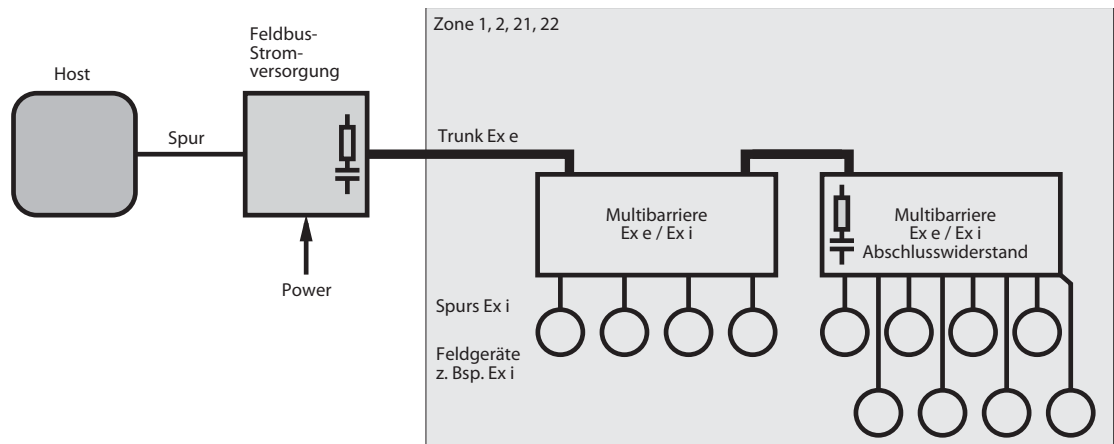 Zone 1, 2, 21, 22
Feldbus-
Strom-
versorgung
Host
Spur
Trunk Ex e
Power
Multibarriere
Ex e / Ex i
Multibarriere
Ex e / Ex i
Abschlusswiderstand
Spurs Ex i
Feldgeräte
z. Bsp. Ex i